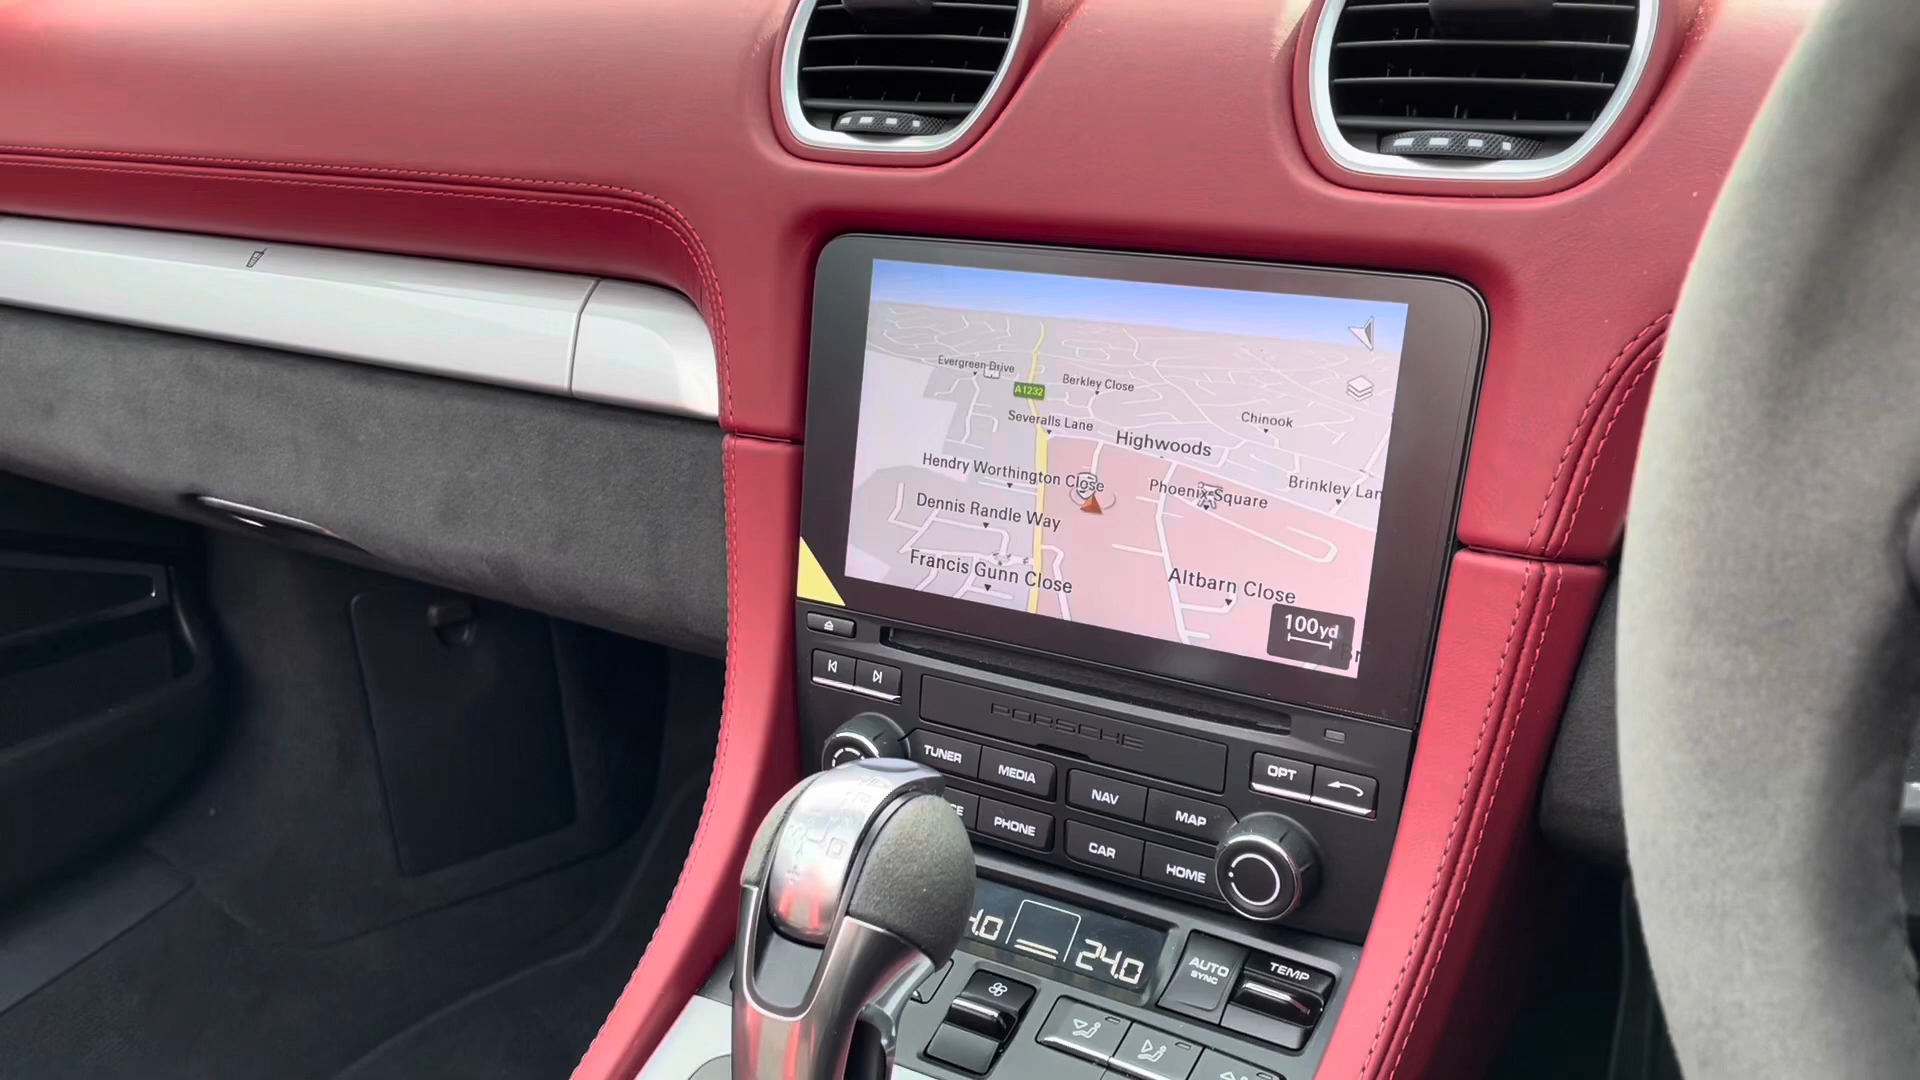 Evergreen Drive
A1232
Berkley Close
Severalls Lane
Chinook
Highwoods
Hendry Worthington Close
Phoenix Square
Brinkley Lan
Dennis Randle Way
Francis Gunn Close
Altbarn Close
100yd
PORSCHE
TUNER
MEDIA
OPT
NAV
MAP
PHONE
CAR
HOME
24.0
AUTO
SYNC
TEMP